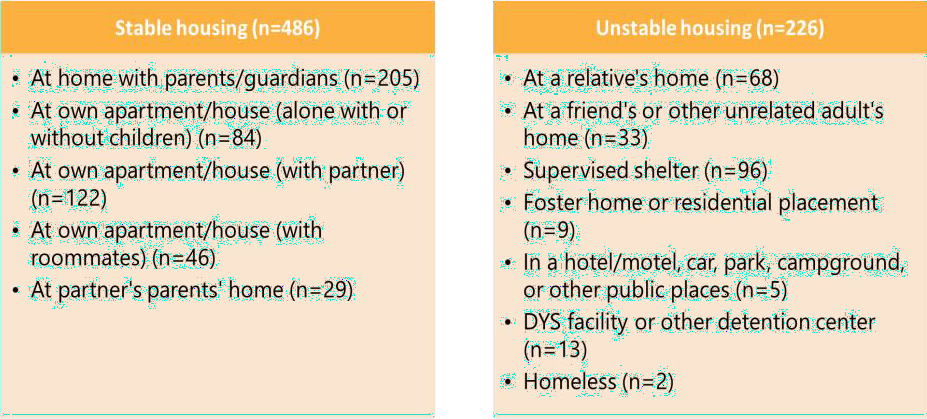 Stable housing (n=486)
• At home with parents/guardians (n=205)
• At own apartment/house (alone with or
without children) (n=84)
• At own apartment/house (with partner)
(n=122)
• At own apartment/house (with
roommates) (n=46)
• At partner's parents' home (n=29)
Unstable housing (n=226)
• At a relative's home (n=68)
• At a friend's or other unrelated adult's
home (n=33)
• Supervised shelter (n=96)
• Foster home or residential placement
(n=9)
• In a hotel/motel, car, park, campground,
or other public places (n=5)
• DYS facility or other detention center
(n=13)
• Homeless (n=2)